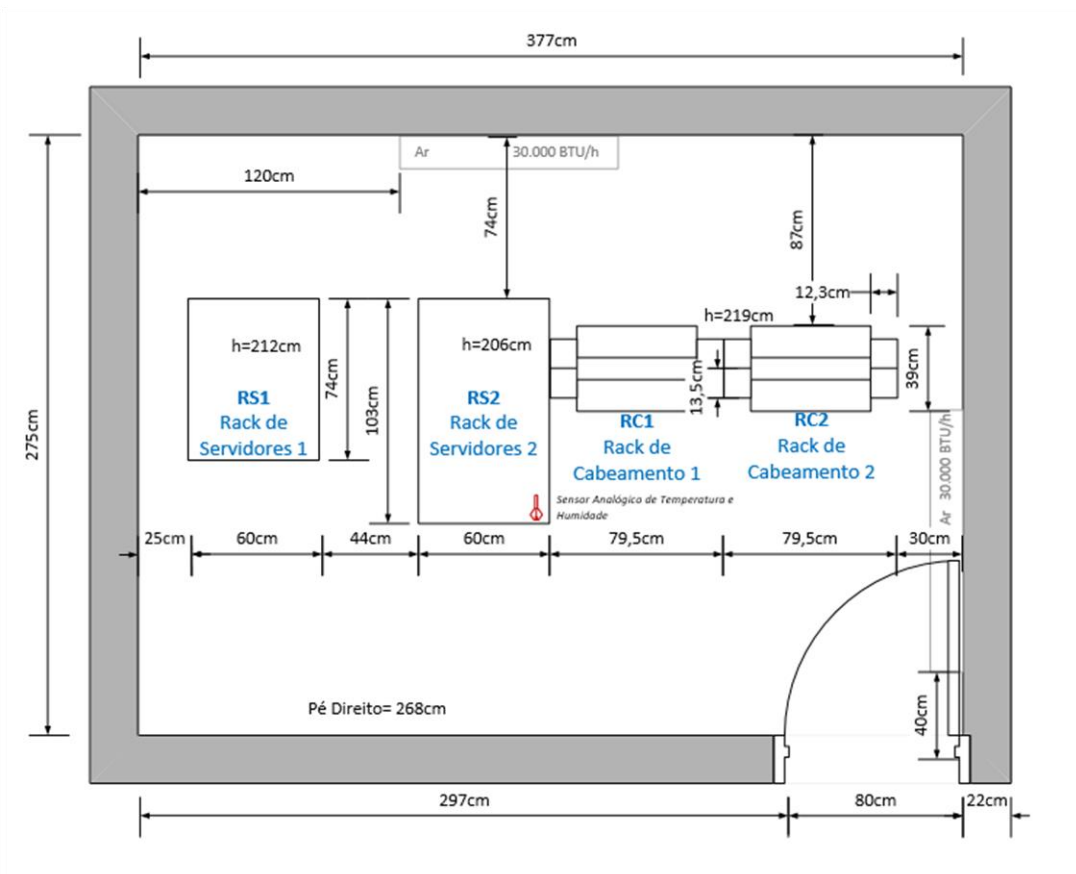 377cm
Ar 30.000 BTU/h
120cm
74cm
87cm
12,3cm
h=219cm
h=212cm
h=206cm
74cm
103cm
13,5cm
39cm
275cm
RS1
Rack de
Servidores 1
RS2
Rack de
Servidores 2
RC1
Rack de
Cabeamento 1
RC2
Rack de
Cabeamento 2
Ar 30.000 BTU/h
Sensor Analógico de Temperatura e
Humidade
25cm
60cm
44cm
60cm
79,5cm
79,5cm
30cm
Pé Direito= 268cm
40cm
297cm
80cm
22cm